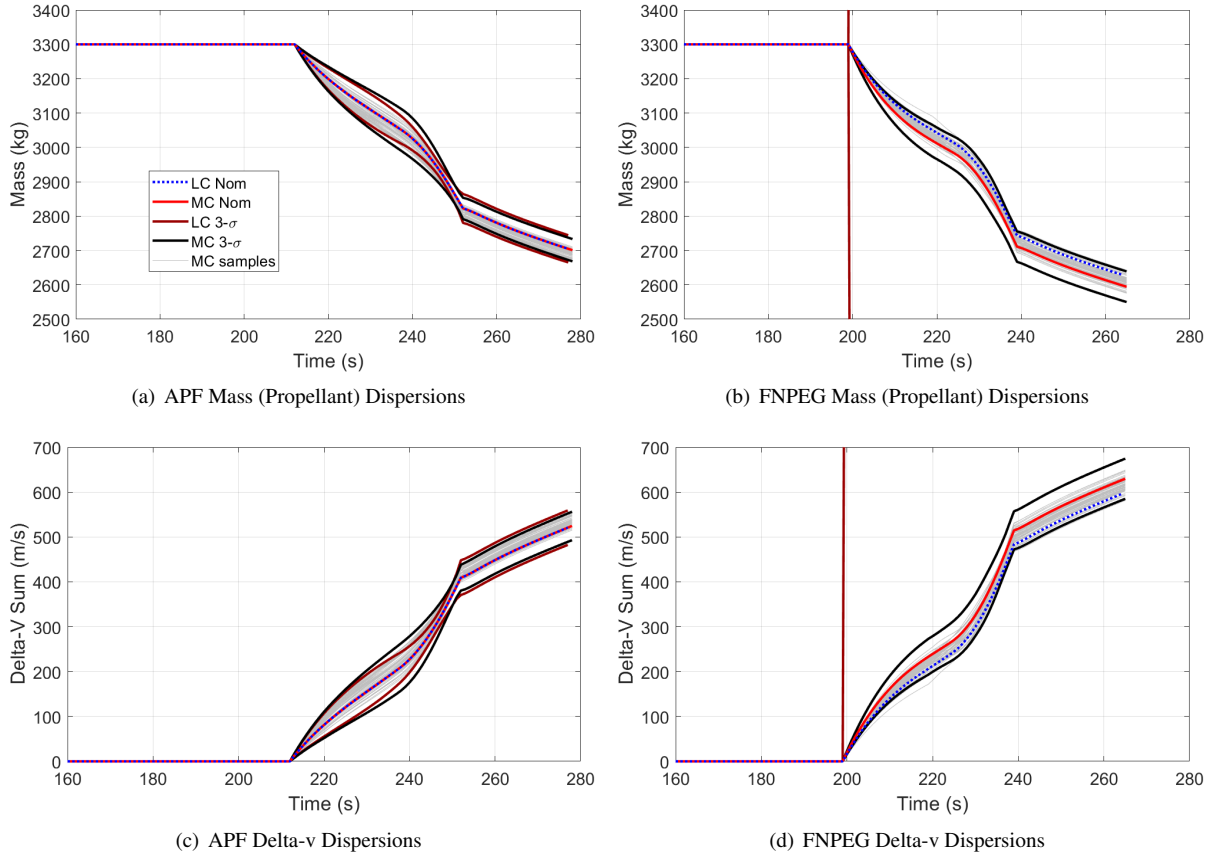 3400
3300
3200
3100
3000
2900
2800
2700
2600
2500
Mass (kg)
LC Nom
MC Nom
LC 3-σ
MC 3-σ
MC samples
160 180 200 220 240 260 280
Time (s)
(a) APF Mass (Propellant) Dispersions
3400
3300
3200
3100
3000
2900
2800
2700
2600
2500
Mass (kg)
160 180 200 220 240 260 280
Time (s)
(b) FNPEG Mass (Propellant) Dispersions
700
600
500
400
300
200
100
0
Delta-V Sum (m/s)
160 180 200 220 240 260 280
Time (s)
(c) APF Delta-v Dispersions
700
600
500
400
300
200
100
0
Delta-V Sum (m/s)
160 180 200 220 240 260 280
Time (s)
(d) FNPEG Delta-v Dispersions